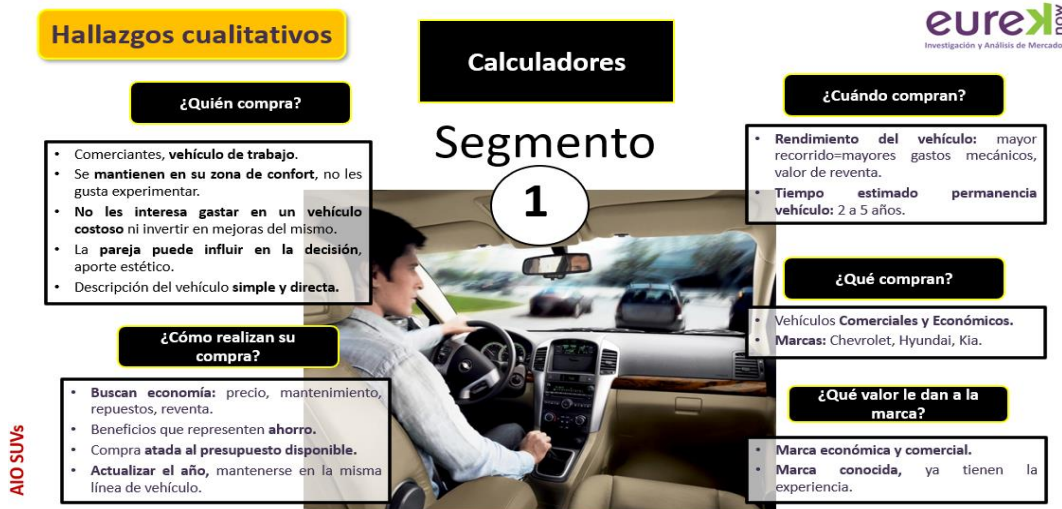 Hallazgos cualitativos
Calculadores
eurek now
Investigación y Análisis de Mercado
Segmento
1
¿Quién compra?
• Comerciantes, vehículo de trabajo.
• Se mantienen en su zona de confort, no les
gusta experimentar.
• No les interesa gastar en un vehículo
costoso ni invertir en mejoras del mismo.
• La pareja puede influir en la decisión,
aporte estético.
• Descripción del vehículo simple y directa.
¿Cómo realizan su
compra?
• Buscan economía: precio, mantenimiento,
repuestos, reventa.
• Beneficios que representen ahorro.
• Compra atada al presupuesto disponible.
• Actualizar el año, mantenerse en la misma
línea de vehículo.
¿Cuándo compran?
• Rendimiento del vehículo: mayor
recorrido=mayores gastos mecánicos,
valor de reventa.
• Tiempo estimado permanencia
vehículo: 2 a 5 años.
¿Qué compran?
• Vehículos Comerciales y Económicos.
• Marcas: Chevrolet, Hyundai, Kia.
¿Qué valor le dan a la
marca?
• Marca económica y comercial.
• Marca conocida, ya tienen la
experiencia.
AIO SUVs